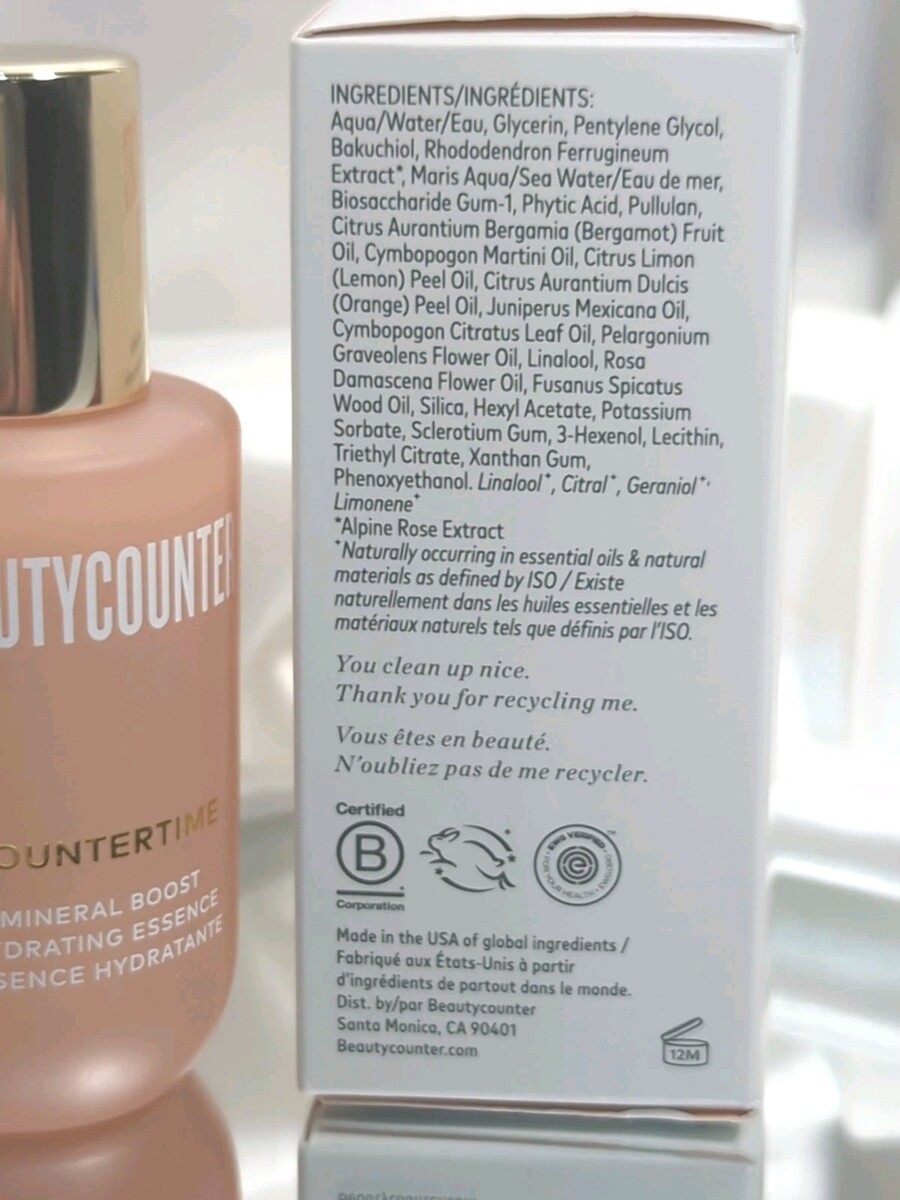 INGREDIENTS/INGRÉDIENTS:
Aqua/Water/Eau, Glycerin, Pentylene Glycol,
Bakuchiol, Rhododendron Ferrugineum
Extract*, Maris Aqua/Sea Water/Eau de mer,
Biosaccharide Gum-1, Phytic Acid, Pullulan,
Citrus Aurantium Bergamia (Bergamot) Fruit
Oil, Cymbopogon Martini Oil, Citrus Limon
(Lemon) Peel Oil, Citrus Aurantium Dulcis
(Orange) Peel Oil, Juniperus Mexicana Oil,
Cymbopogon Citratus Leaf Oil, Pelargonium
Graveolens Flower Oil, Linalool, Rosa
Damascena Flower Oil, Fusanus Spicatus
Wood Oil, Silica, Hexyl Acetate, Potassium
Sorbate, Sclerotium Gum, 3-Hexenol, Lecithin,
Triethyl Citrate, Xanthan Gum,
Phenoxyethanol. Linalool⁺, Citral⁺, Geraniol⁺,
Limonene⁺
*Alpine Rose Extract
⁺Naturally occurring in essential oils & natural
materials as defined by ISO / Existe
naturellement dans les huiles essentielles et les
matériaux naturels tels que définis par l'ISO.
You clean up nice.
Thank you for recycling me.
Vous êtes en beauté.
N'oubliez pas de me recycler.
Certified
B
Corporation
EWG VERIFIED
FOR YOUR HEALTH
e
Made in the USA of global ingredients /
Fabriqué aux États-Unis à partir
d'ingrédients de partout dans le monde.
Dist. by/par Beautycounter
Santa Monica, CA 90401
Beautycounter.com
12M
UTYCOUNTER
OUNTERTIME
MINERAL BOOST
YDRATING ESSENCE
SENCE HYDRATANTE